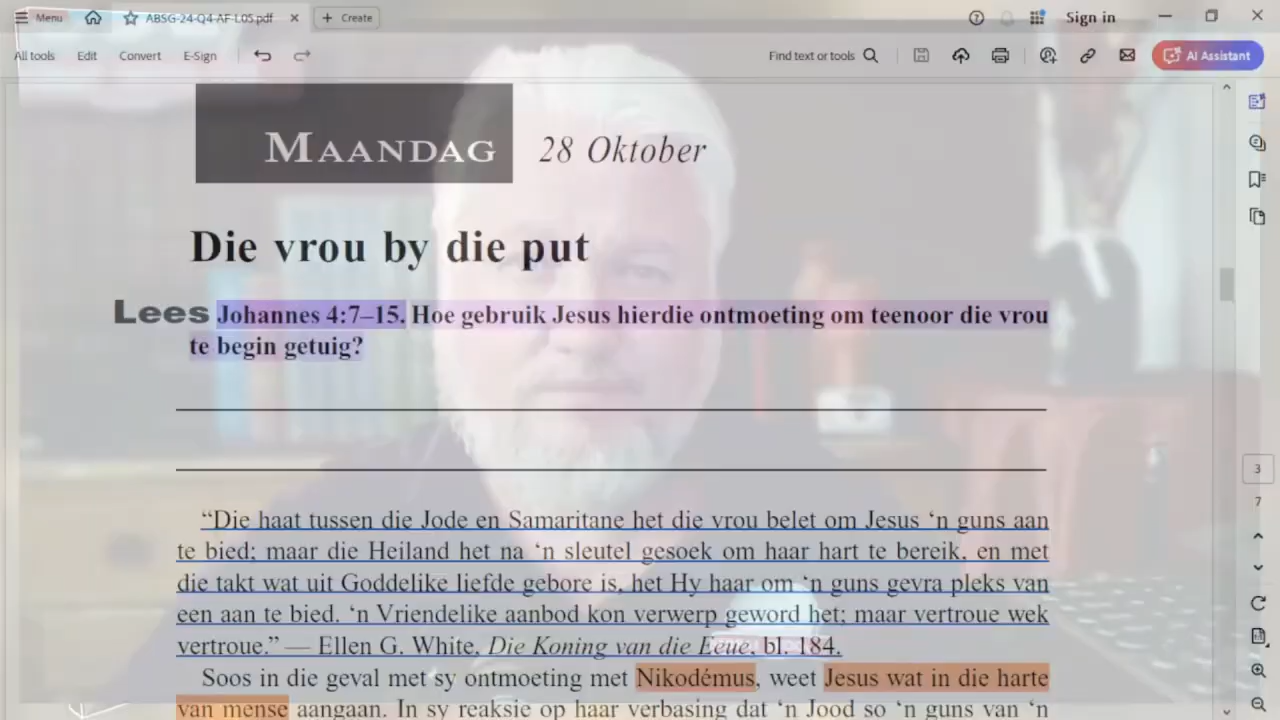 Menu
ABSG-24-Q4-AF-L05.pdf
Create
Sign in
All tools
Edit
Convert
E-Sign
Find text or tools
AI Assistant
MAANDAG 28 Oktober
Die vrou by die put
Lees Johannes 4:7–15. Hoe gebruik Jesus hierdie ontmoeting om teenoor die vrou
te begin getuig?
“Die haat tussen die Jode en Samaritane het die vrou belet om Jesus ‘n guns aan
te bied; maar die Heiland het na ‘n sleutel gesoek om haar hart te bereik, en met
die takt wat uit Goddelike liefde gebore is, het Hy haar om ‘n guns gevra pleks van
een aan te bied. ‘n Vriendelike aanbod kon verwerp geword het; maar vertroue wek
vertroue.” — Ellen G. White, Die Koning van die Eeue, bl. 184.
Soos in die geval met sy ontmoeting met Nikodémus, weet Jesus wat in die harte
van mense aangaan. In sy reaksie op haar verbasing dat ‘n Jood so ‘n guns van ‘n
3
7